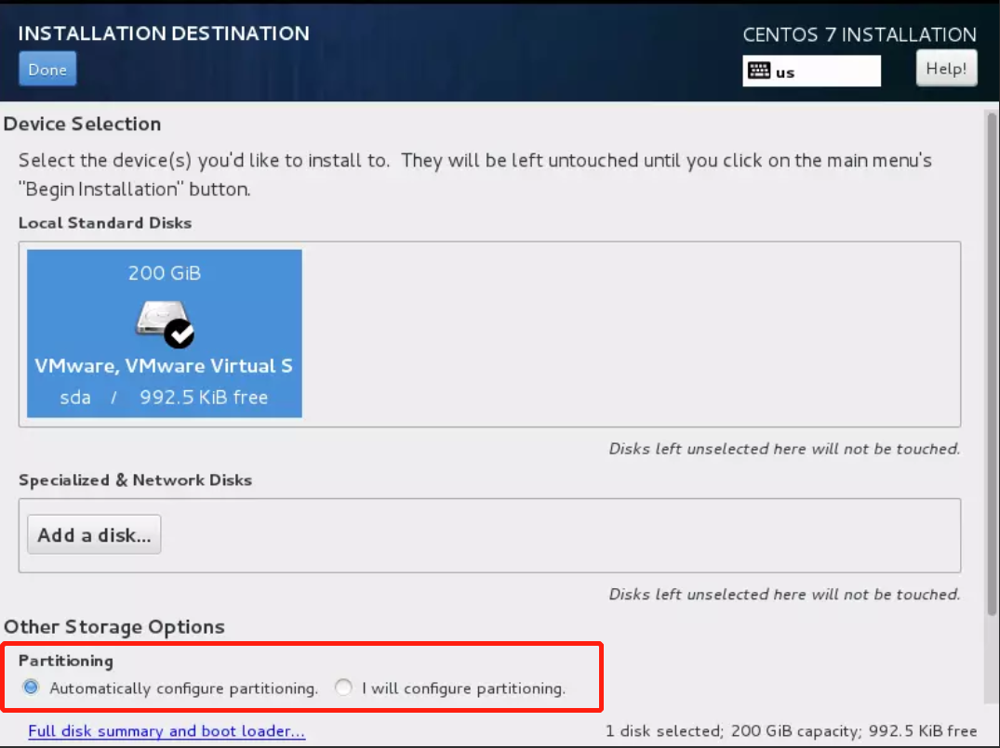 INSTALLATION DESTINATION
CENTOS 7 INSTALLATION
Done
us
Help!
Device Selection
Select the device(s) you'd like to install to.  They will be left untouched until you click on the main menu's
"Begin Installation" button.
Local Standard Disks
200 GiB
VMware, VMware Virtual S
sda / 992.5 KiB free
Disks left unselected here will not be touched.
Specialized & Network Disks
Add a disk...
Disks left unselected here will not be touched.
Other Storage Options
Partitioning
Automatically configure partitioning. I will configure partitioning.
Full disk summary and boot loader...
1 disk selected; 200 GiB capacity; 992.5 KiB free